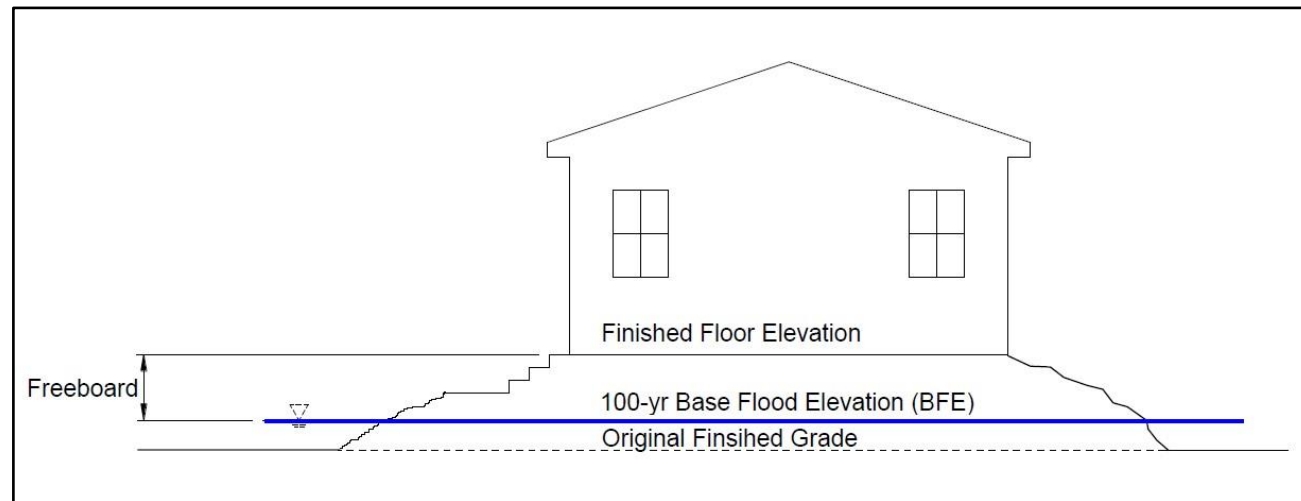 Finished Floor Elevation
Freeboard
100-yr Base Flood Elevation (BFE)
Original Finsihed Grade